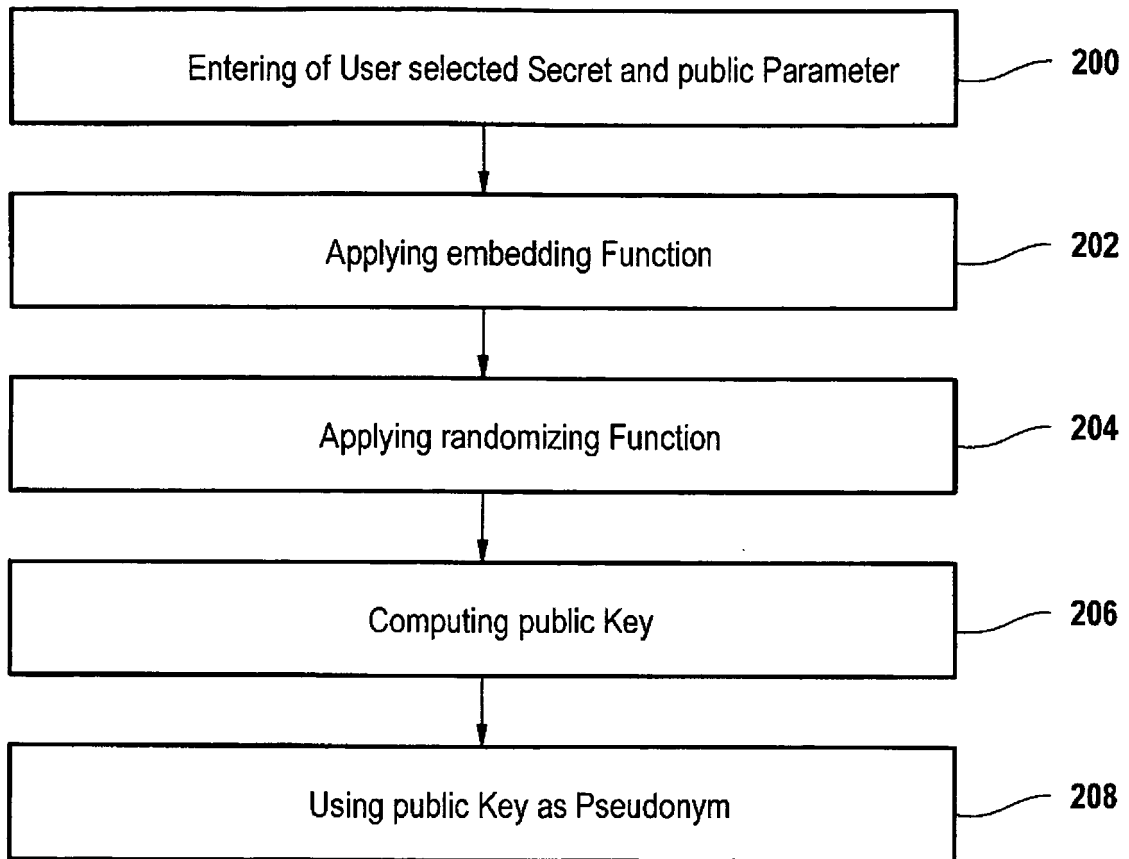 Entering of User selected Secret and public Parameter
200
Applying embedding Function
202
Applying randomizing Function
204
Computing public Key
206
Using public Key as Pseudonym
208